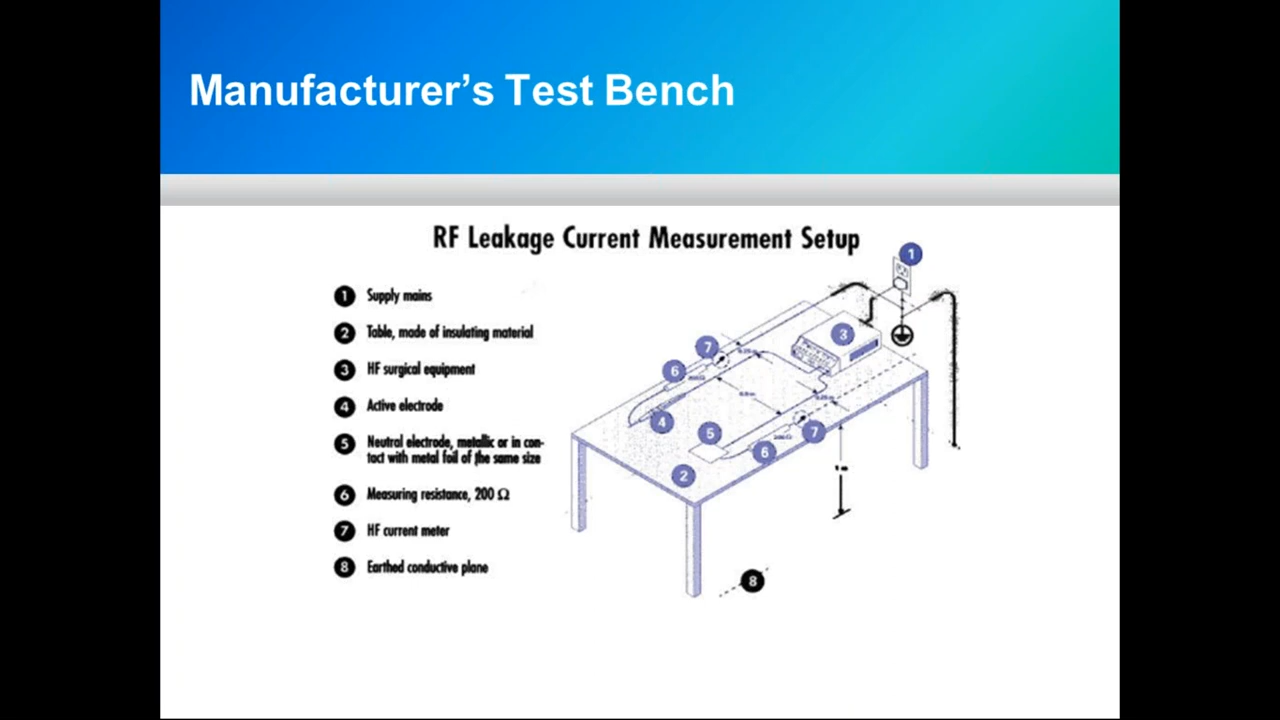 Manufacturer's Test Bench
RF Leakage Current Measurement Setup
1 Supply mains
2 Table, made of insulating material
3 HF surgical equipment
4 Active electrode
5 Neutral electrode, metallic or in con-
tact with metal foil of the same size
6 Measuring resistance, 200 Ω
7 HF current meter
8 Earthed conductive plane
1
3
7
6
4
5
7
6
200Ω
2
1 m
8